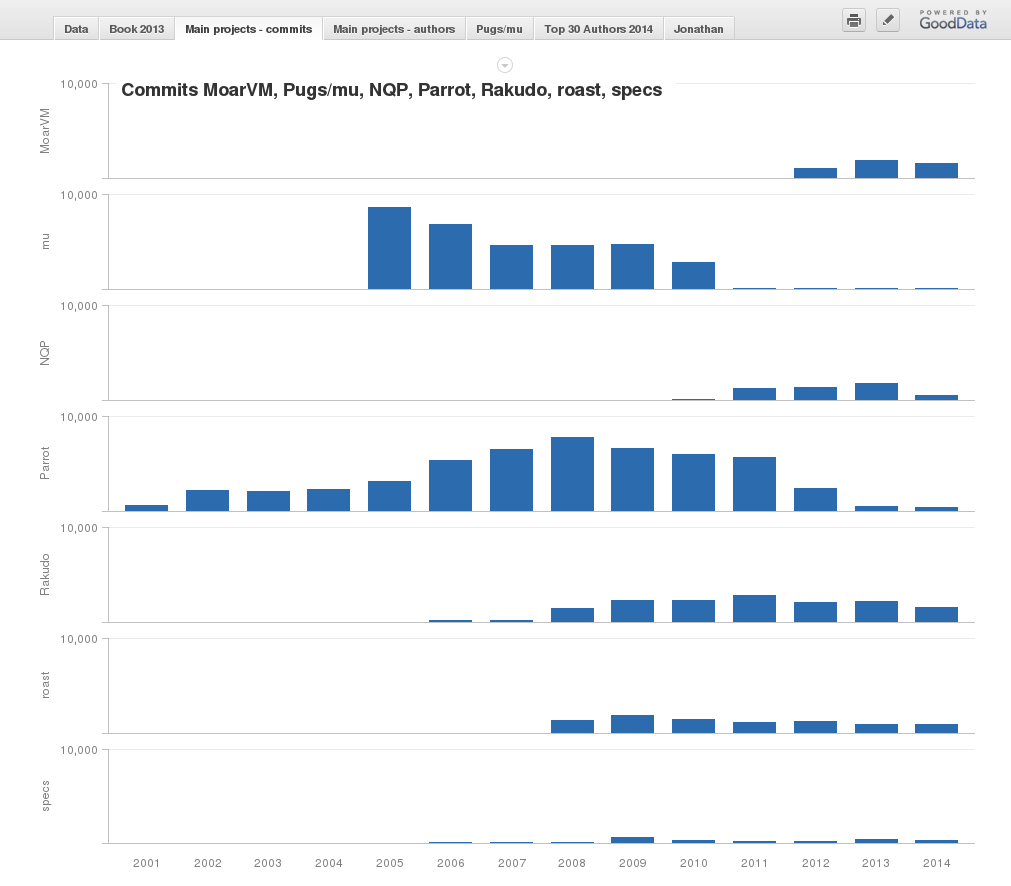 Data Book 2013 Main projects - commits Main projects - authors Pugs/mu Top 30 Authors 2014 Jonathan
POWERED BY
GoodData
Commits MoarVM, Pugs/mu, NQP, Parrot, Rakudo, roast, specs
10,000
MoarVM
10,000
mu
10,000
NQP
10,000
Parrot
10,000
Rakudo
10,000
roast
10,000
specs
2001 2002 2003 2004 2005 2006 2007 2008 2009 2010 2011 2012 2013 2014